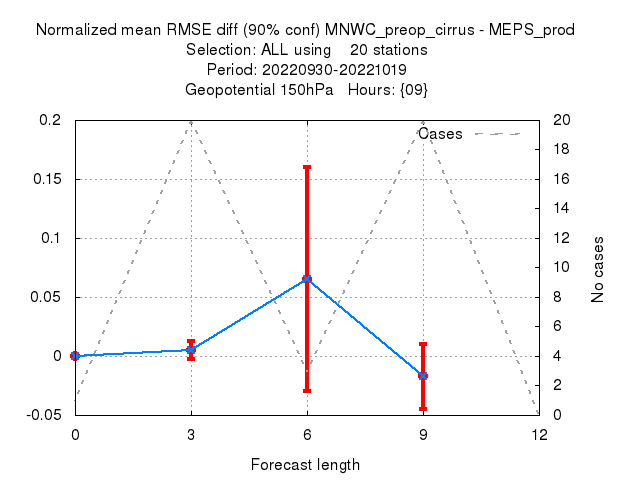 Normalized mean RMSE diff (90% conf) MNWC_preop_cirrus - MEPS_prod
Selection: ALL using    20 stations
Period: 20220930-20221019
Geopotential 150hPa   Hours: {09}
Cases
0.2
0.15
0.1
0.05
0
-0.05
20
18
16
14
12
10
8
6
4
2
0
No cases
0 3 6 9 12
Forecast length